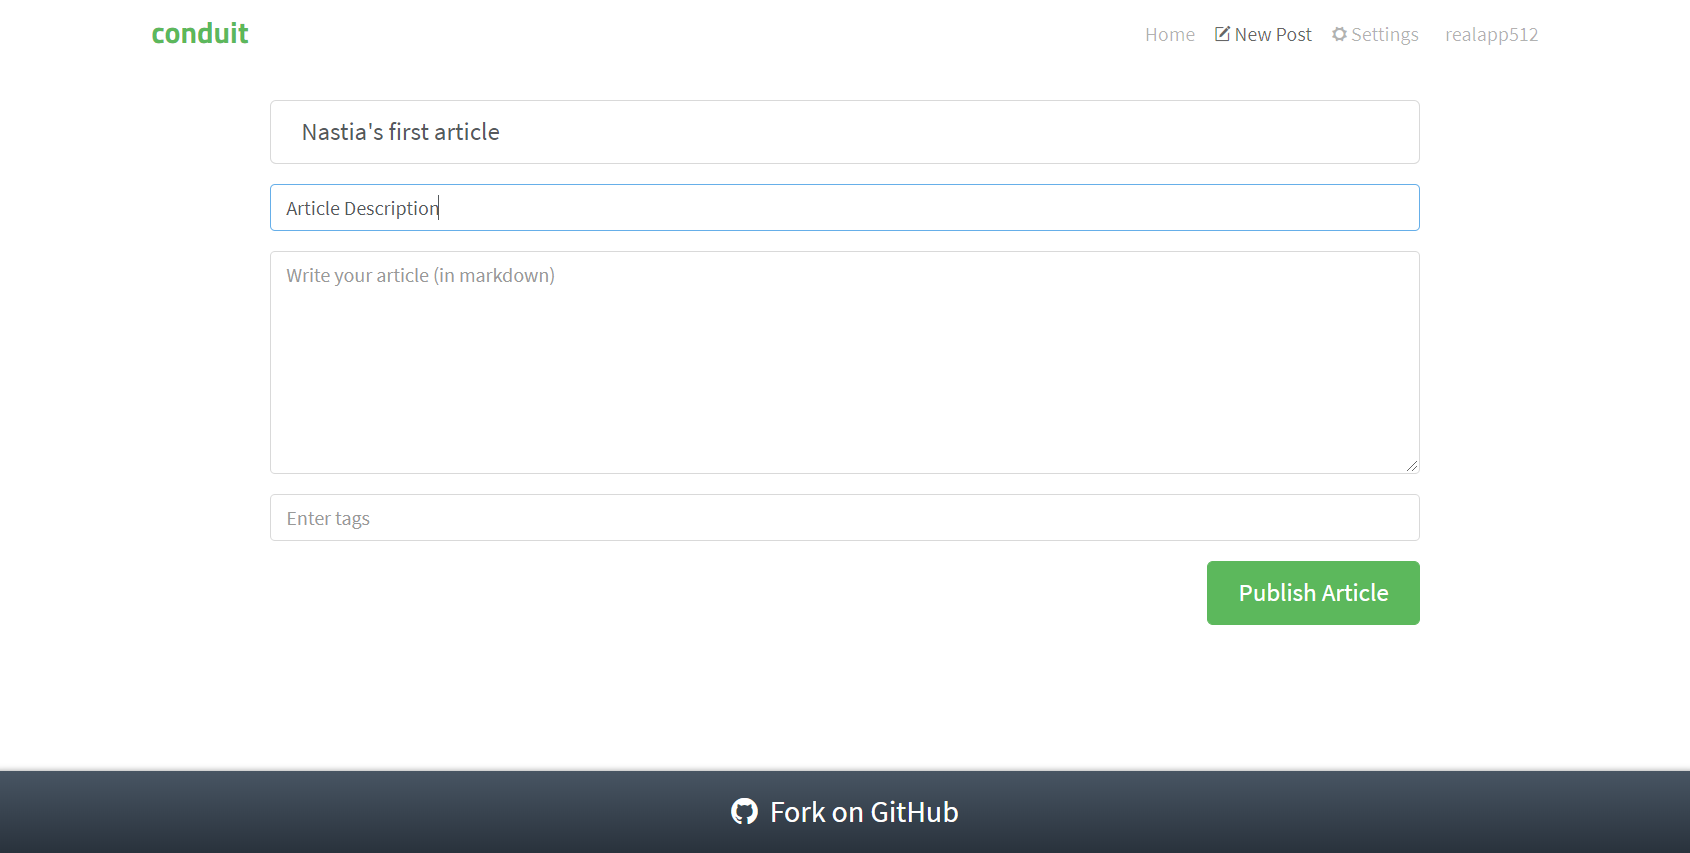 conduit
Home New Post Settings realapp512
Nastia's first article
Article Description
Write your article (in markdown)
Enter tags
Publish Article
Fork on GitHub